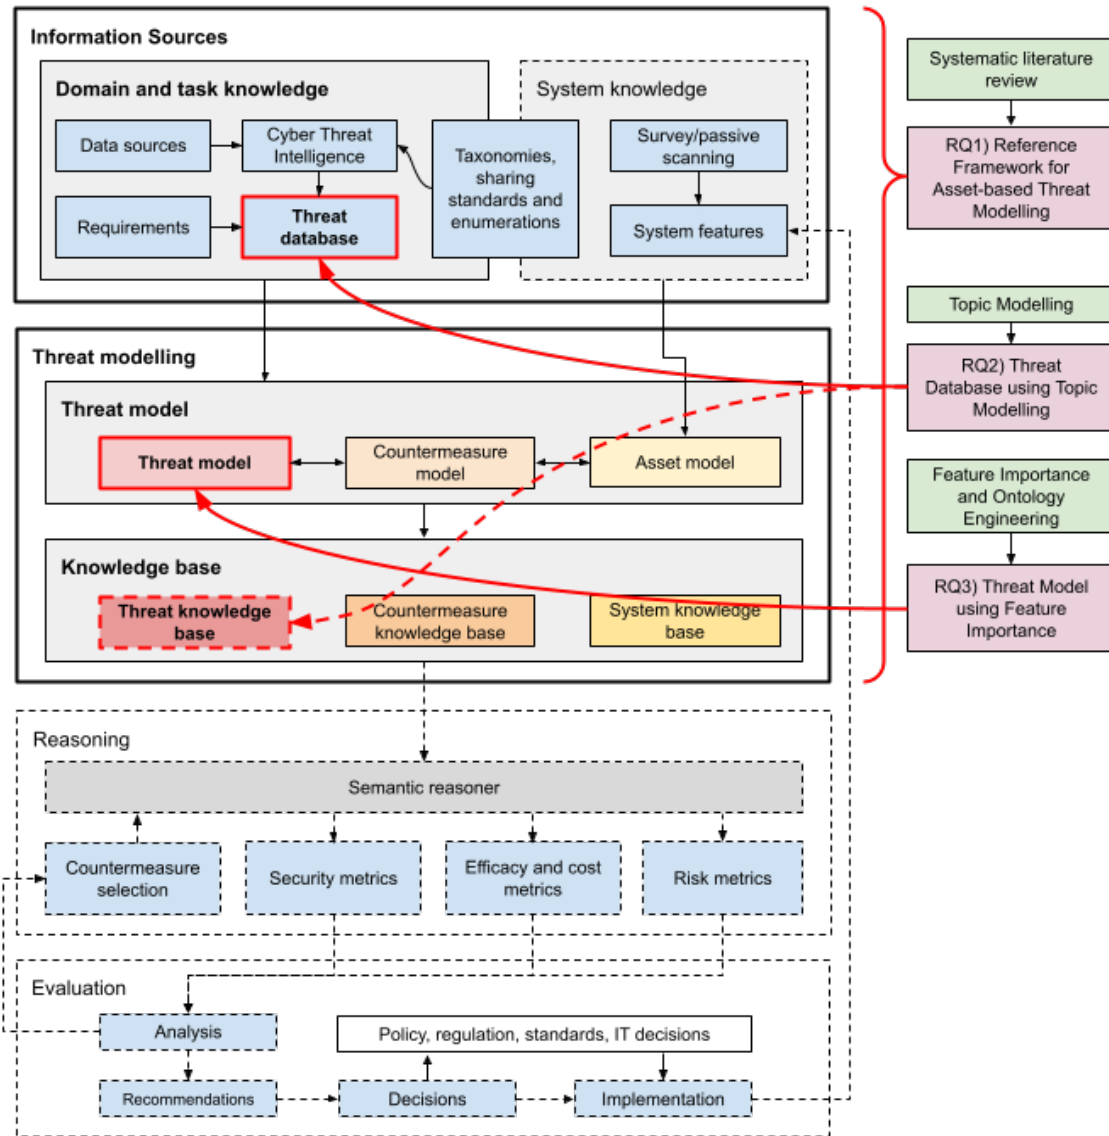 Information Sources
Domain and task knowledge
Data sources
Cyber Threat
Intelligence
Requirements
Threat
database
Taxonomies,
sharing
standards and
enumerations
System knowledge
Survey/passive
scanning
System features
Threat modelling
Threat model
Threat model
Countermeasure
model
Asset model
Knowledge base
Threat knowledge
base
Countermeasure
knowledge base
System knowledge
base
Reasoning
Semantic reasoner
Countermeasure
selection
Security metrics
Efficacy and cost
metrics
Risk metrics
Evaluation
Analysis
Policy, regulation, standards, IT decisions
Recommendations
Decisions
Implementation
Systematic literature
review
RQ1) Reference
Framework for
Asset-based Threat
Modelling
Topic Modelling
RQ2) Threat
Database using Topic
Modelling
Feature Importance
and Ontology
Engineering
RQ3) Threat Model
using Feature
Importance